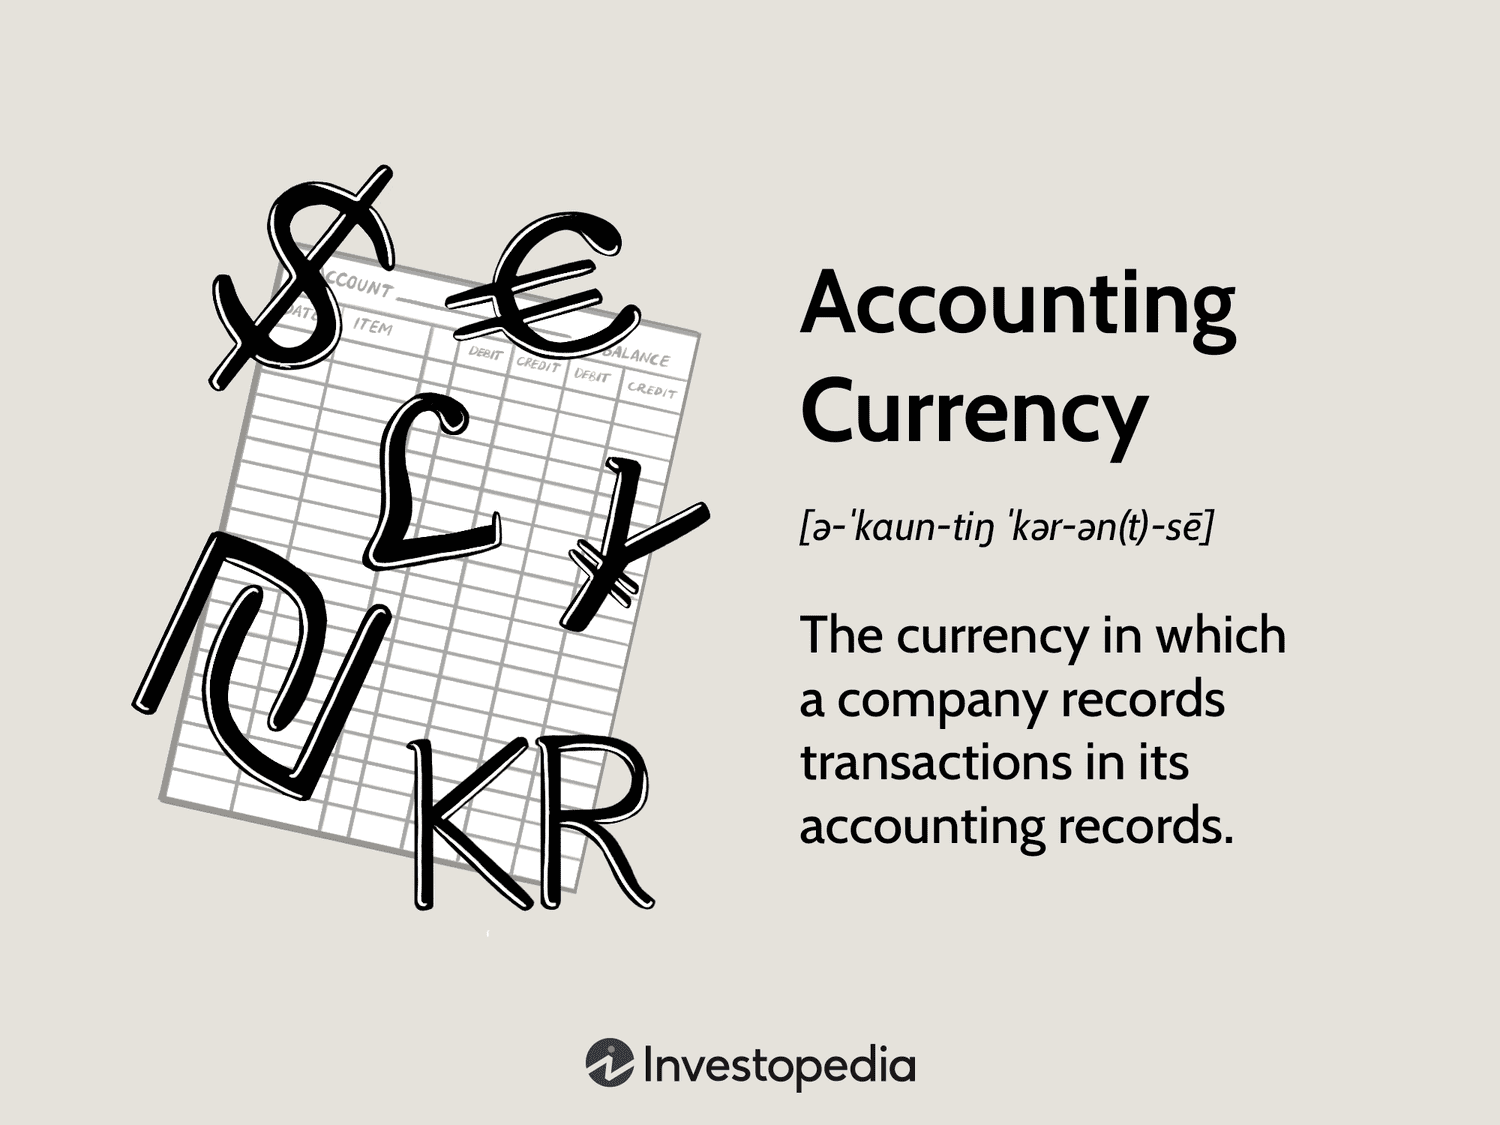 $ €
CCOUNT
DATE ITEM BALANCE
DEBIT CREDIT DEBIT CREDIT
£
¥
₪
KR
Accounting
Currency
[ə-ˈkaun-tiŋ ˈkər-ən(t)-sē]
The currency in which
a company records
transactions in its
accounting records.
Investopedia